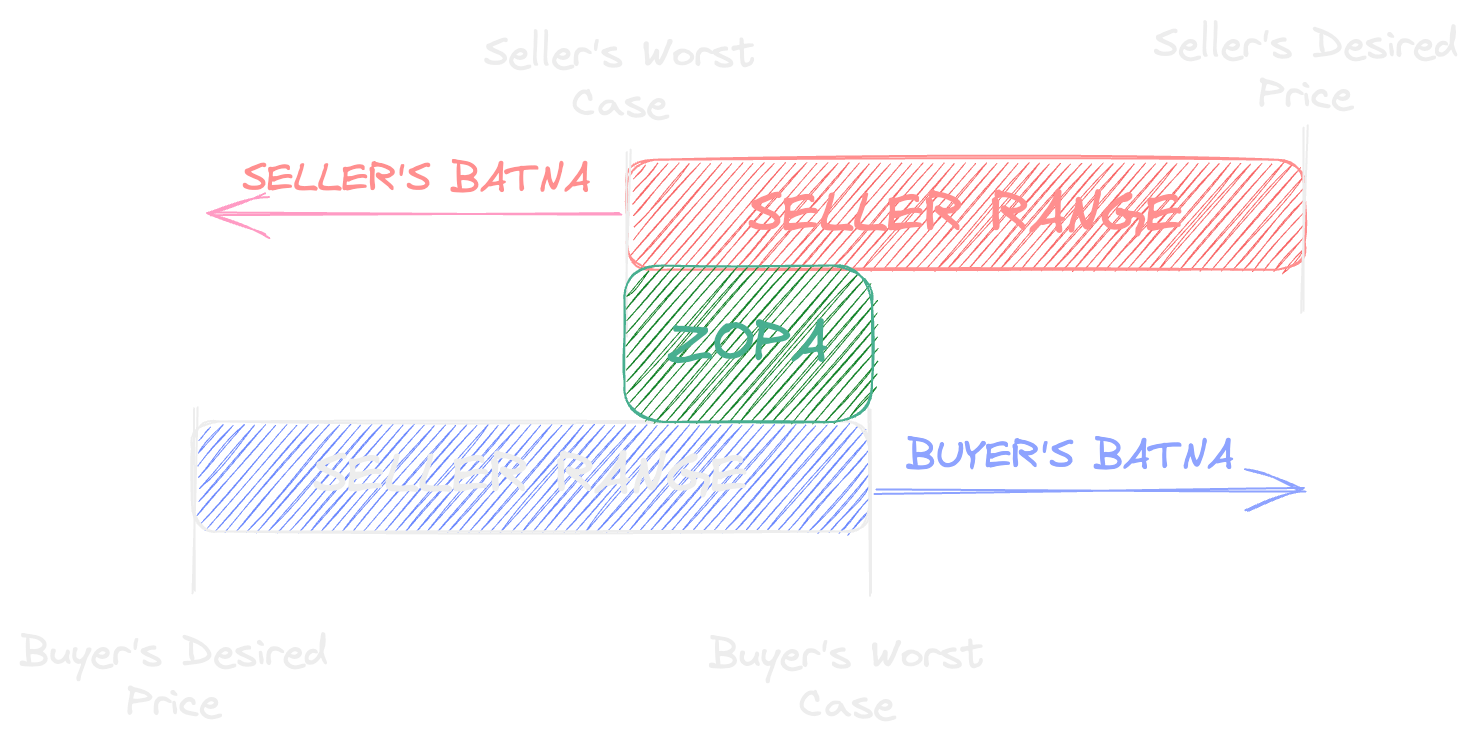 Seller's Worst
Case
Seller's Desired
Price
SELLER'S BATNA
SELLER RANGE
ZOPA
SELLER RANGE
BUYER'S BATNA
Buyer's Desired
Price
Buyer's Worst
Case